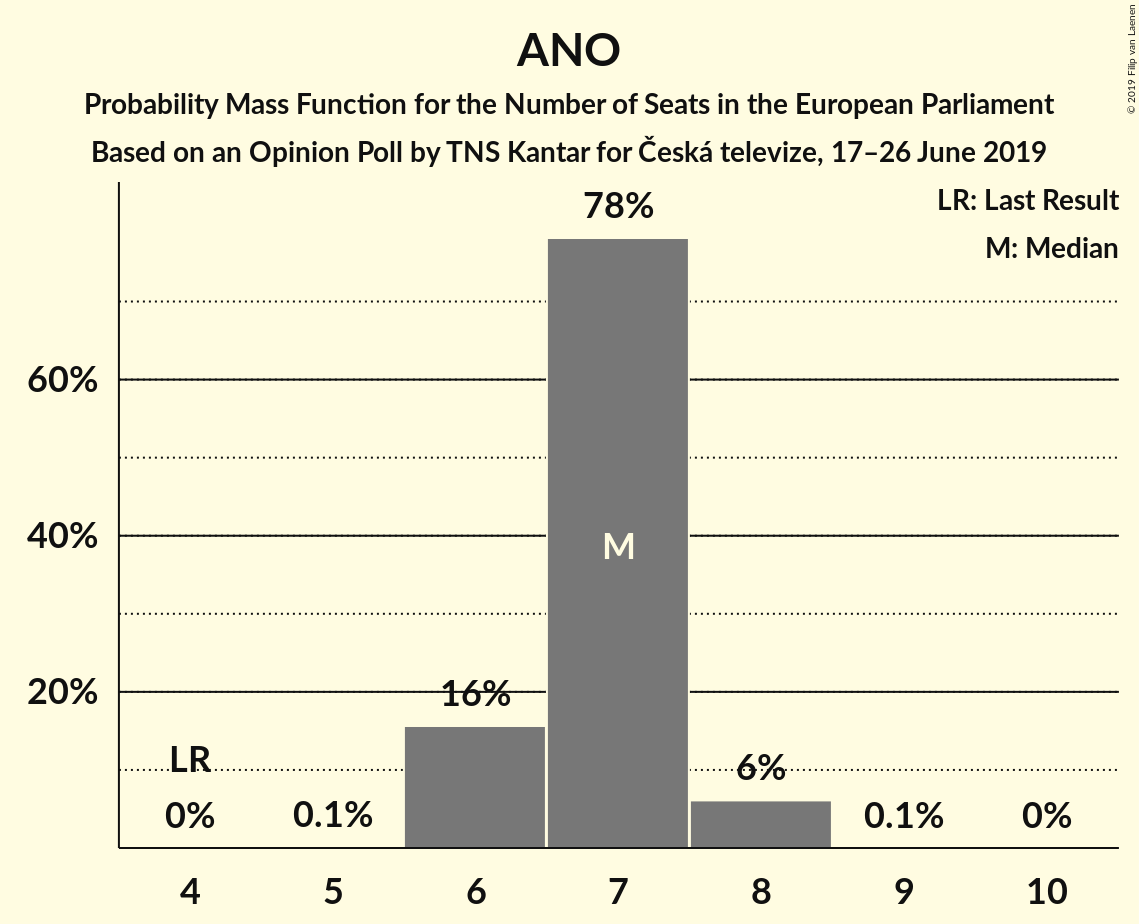 ANO
Probability Mass Function for the Number of Seats in the European Parliament
Based on an Opinion Poll by TNS Kantar for Česká televize, 17–26 June 2019
© 2019 Filip van Laenen
LR: Last Result
M: Median
78%
60%
40%
M
20%
16%
LR
6%
0%
0.1%
0.1%
0%
4 5 6 7 8 9 10